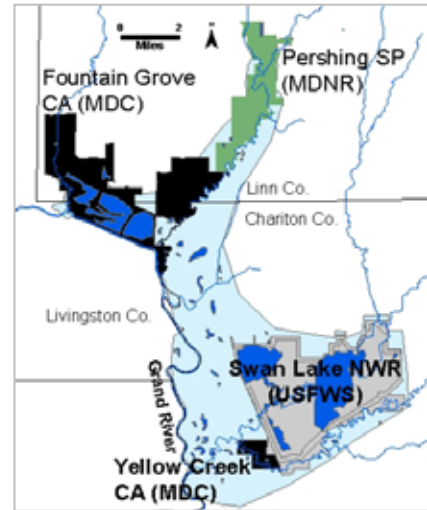 0 2
Miles
Pershing SP
(MDNR)
Fountain Grove
CA (MDC)
Linn Co.
Chariton Co.
Livingston Co.
Grand River
Swan Lake NWR
(USFWS)
Yellow Creek
CA (MDC)